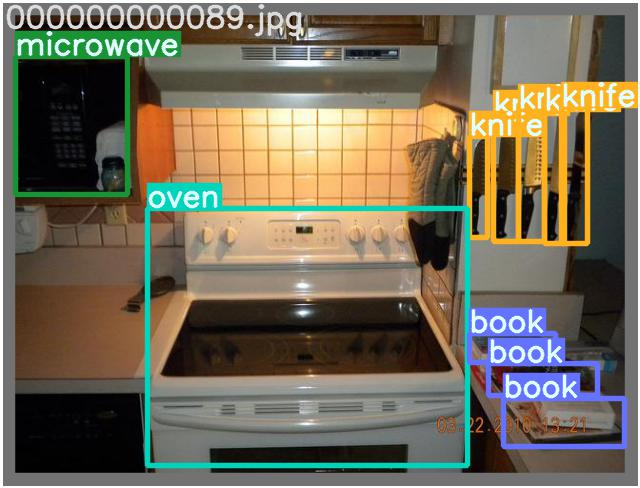 000000000089.jpg
microwave
knife
knife
oven
book
book
book
03.22.2010 13:21